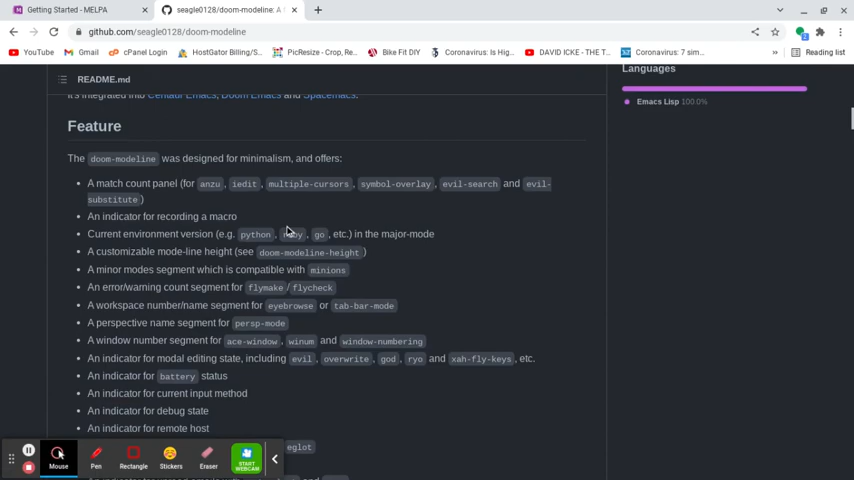 Getting Started - MELPA
seagle0128/doom-modeline: A f
github.com/seagle0128/doom-modeline
YouTube
Gmail
cPanel Login
HostGator Billing/S...
PicResize - Crop, Re...
Bike Fit DIY
Coronavirus: Is Hig...
DAVID ICKE - THE T...
Coronavirus: 7 sim...
»
Reading list
README.md
Languages
It's integrated into Centaur Emacs, Doom Emacs and Spacemacs.
Emacs Lisp 100.0%
Feature
The doom-modeline was designed for minimalism, and offers:
• A match count panel (for anzu, iedit, multiple-cursors, symbol-overlay, evil-search and evil-
substitute)
• An indicator for recording a macro
• Current environment version (e.g. python, ruby, go, etc.) in the major-mode
• A customizable mode-line height (see doom-modeline-height)
• A minor modes segment which is compatible with minions
• An error/warning count segment for flymake/flycheck
• A workspace number/name segment for eyebrowse or tab-bar-mode
• A perspective name segment for persp-mode
• A window number segment for ace-window, winum and window-numbering
• An indicator for modal editing state, including evil, overwrite, god, ryo and xah-fly-keys, etc.
• An indicator for battery status
• An indicator for current input method
• An indicator for debug state
• An indicator for remote host
eglot
Mouse
Pen
Rectangle
Stickers
Eraser
START
WEBCAM